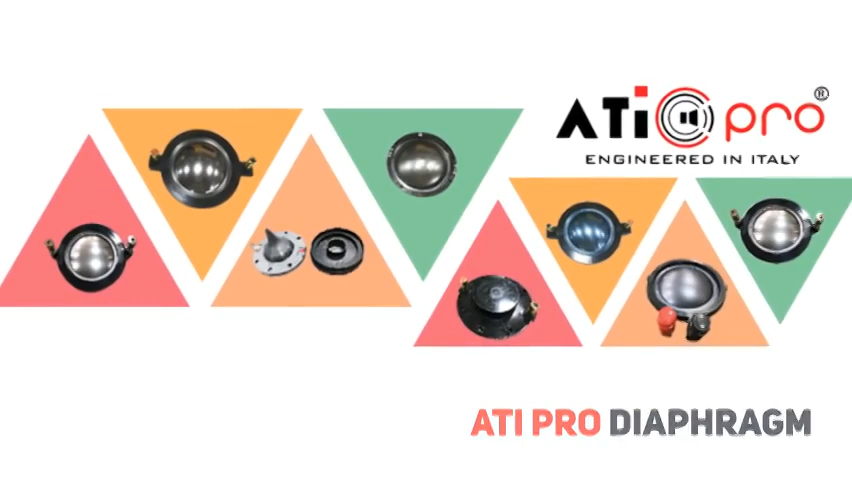 ATi pro®
ENGINEERED IN ITALY
ATI PRO DIAPHRAGM